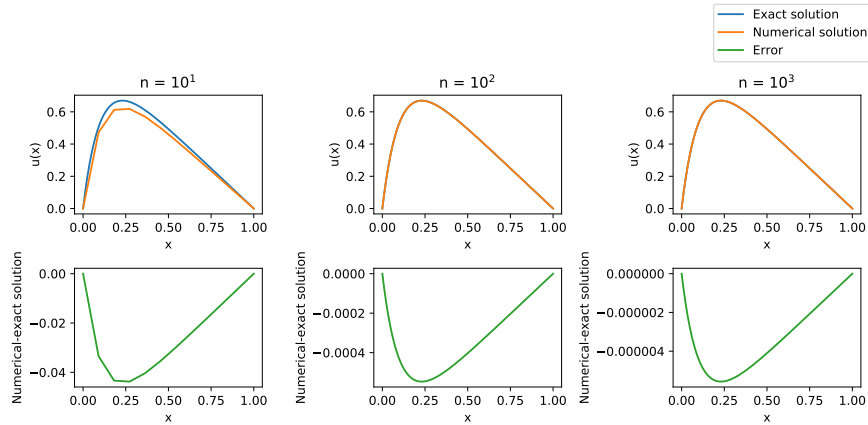 Exact solution
Numerical solution
Error
n = 10¹
n = 10²
n = 10³
u(x)
0.6
0.4
0.2
0.0
0.00 0.25 0.50 0.75 1.00
x
u(x)
0.6
0.4
0.2
0.0
0.00 0.25 0.50 0.75 1.00
x
u(x)
0.6
0.4
0.2
0.0
0.00 0.25 0.50 0.75 1.00
x
Numerical-exact solution
0.00
−0.02
−0.04
0.00 0.25 0.50 0.75 1.00
x
Numerical-exact solution
0.0000
−0.0002
−0.0004
0.00 0.25 0.50 0.75 1.00
x
Numerical-exact solution
0.000000
−0.000002
−0.000004
0.00 0.25 0.50 0.75 1.00
x